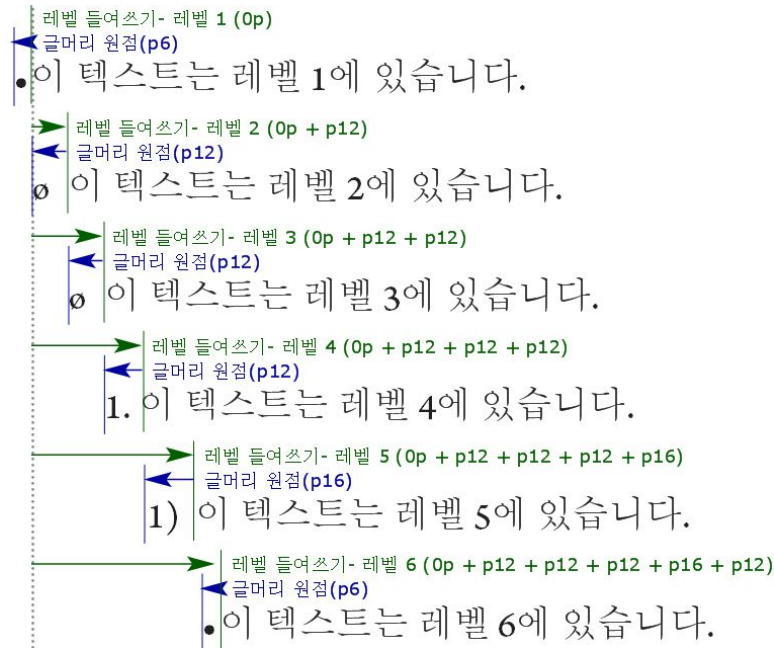 레벨 들여쓰기- 레벨 1 (0p)
글머리 원점(p6)
•이 텍스트는 레벨 1에 있습니다.
레벨 들여쓰기- 레벨 2 (0p + p12)
글머리 원점(p12)
ø 이 텍스트는 레벨 2에 있습니다.
레벨 들여쓰기- 레벨 3 (0p + p12 + p12)
글머리 원점(p12)
ø 이 텍스트는 레벨 3에 있습니다.
레벨 들여쓰기- 레벨 4 (0p + p12 + p12 + p12)
글머리 원점(p12)
1. 이 텍스트는 레벨 4에 있습니다.
레벨 들여쓰기- 레벨 5 (0p + p12 + p12 + p12 + p16)
글머리 원점(p16)
1) 이 텍스트는 레벨 5에 있습니다.
레벨 들여쓰기- 레벨 6 (0p + p12 + p12 + p12 + p16 + p12)
글머리 원점(p6)
•이 텍스트는 레벨 6에 있습니다.